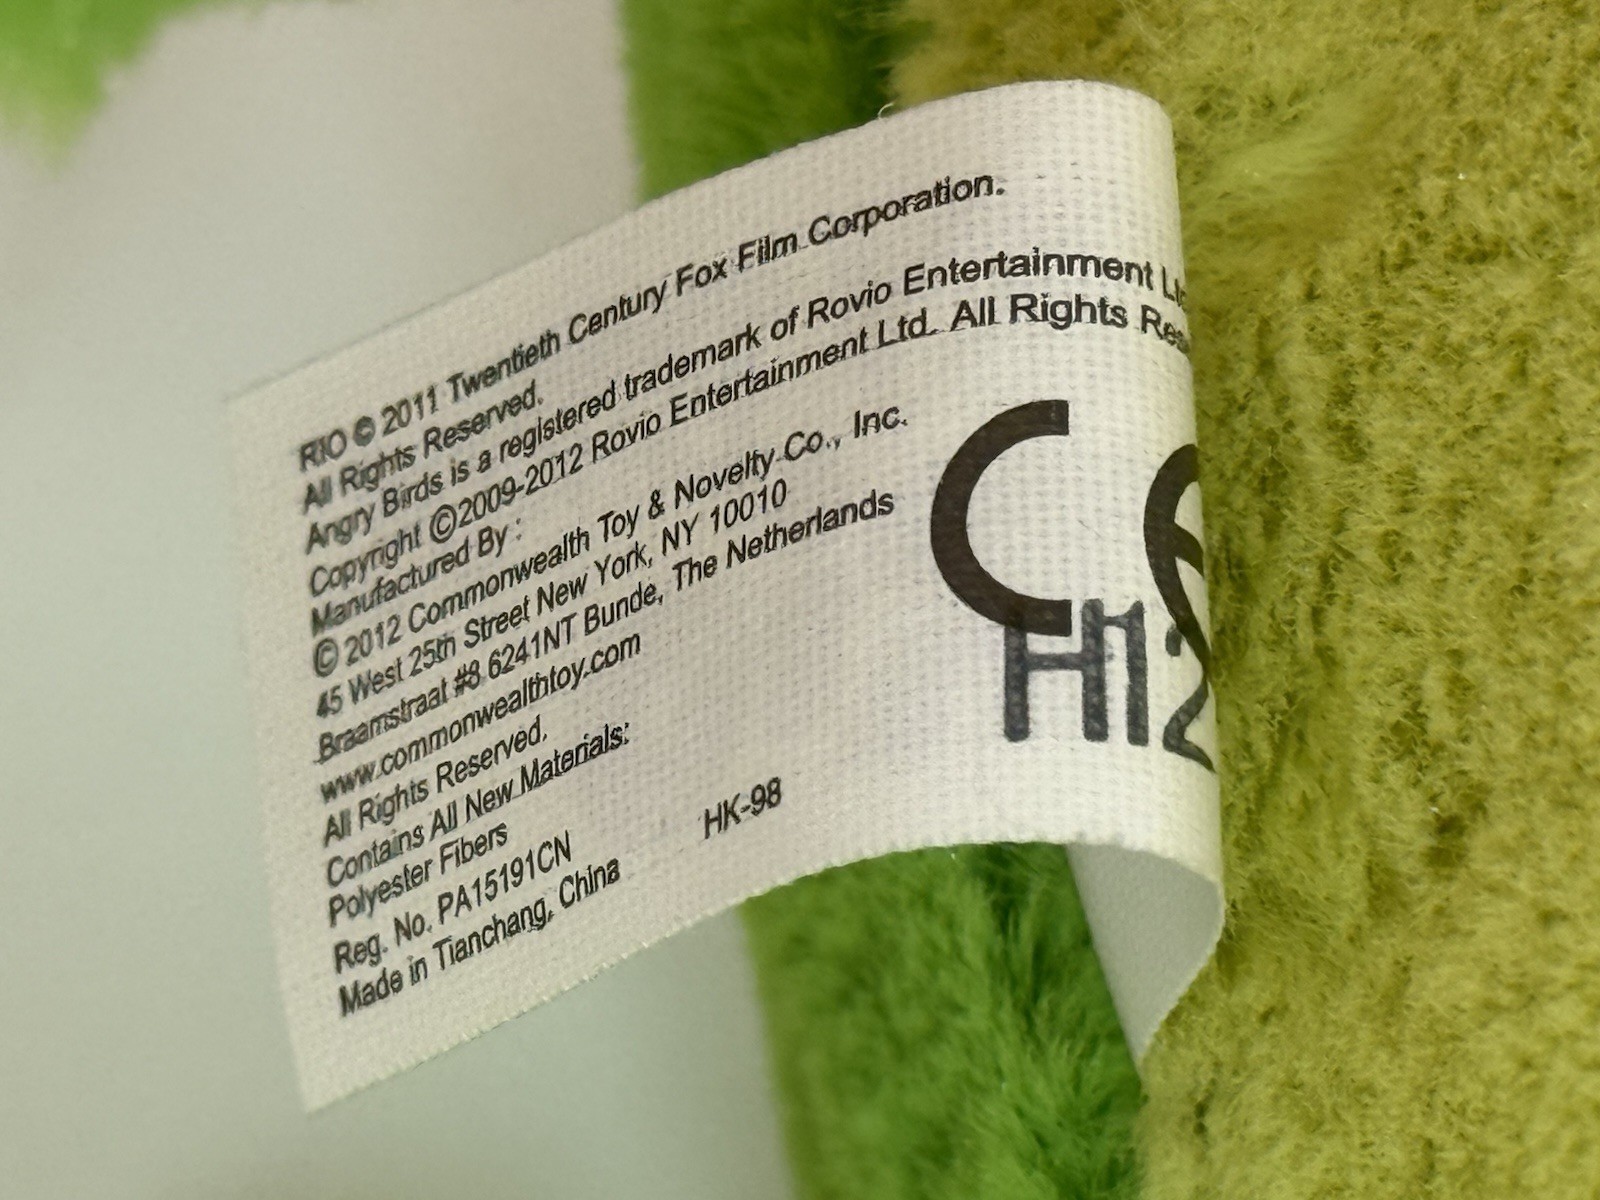 RIO © 2011 Twentieth Century Fox Film Corporation.
All Rights Reserved.
Angry Birds is a registered trademark of Rovio Entertainment
Copyright ©2009-2012 Rovio Entertainment Ltd. All Rights
Manufactured By :
© 2012 Commonwealth Toy & Novelty Co., Inc.
45 West 25th Street New York, NY 10010
Braamstraat #8 6241NT Bunde, The Netherlands
www.commonwealthtoy.com
All Rights Reserved.
Contains All New Materials:
Polyester Fibers
Reg. No. PA15191CN HK-98
Made in Tianchang, China
CE
H12